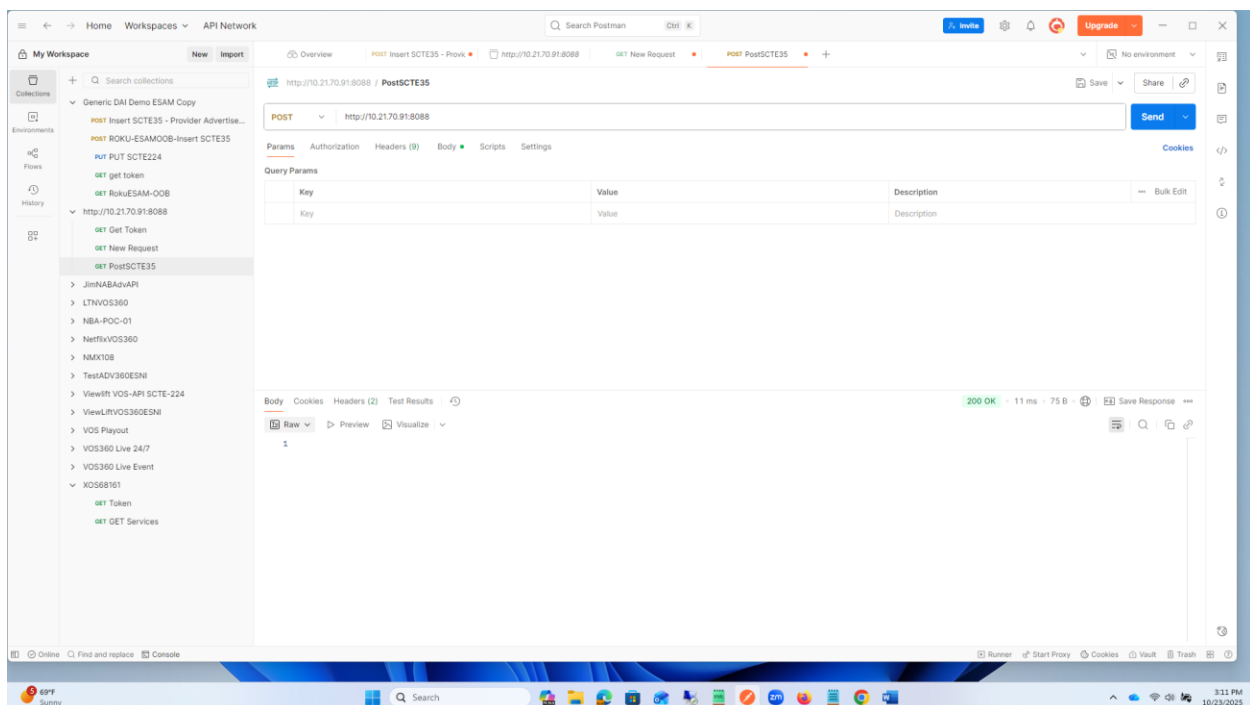 Home Workspaces API Network
Search Postman Ctrl K
Invite
Upgrade
My Workspace New Import
Overview
POST Insert SCTE35 - Provic
http://10.21.70.91:8088
GET New Request
POST PostSCTE35
No environment
Collections
Environments
Flows
History
Search collections
Generic DAI Demo ESAM Copy
POST Insert SCTE35 - Provider Advertise...
POST ROKU-ESAMOOB-Insert SCTE35
PUT PUT SCTE224
GET get token
GET RokuESAM-OOB
http://10.21.70.91:8088
GET Get Token
GET New Request
GET PostSCTE35
JimNABAdvAPI
LTNVOS360
NBA-POC-01
NetflixVOS360
NMX108
TestADV360ESNI
Viewlift VOS-API SCTE-224
ViewLiftVOS360ESNI
VOS Playout
VOS360 Live 24/7
VOS360 Live Event
XOS68161
GET Token
GET GET Services
http://10.21.70.91:8088 / PostSCTE35
Save Share
POST http://10.21.70.91:8088
Send
Params Authorization Headers (9) Body Scripts Settings
Cookies
Query Params
Key Value Description Bulk Edit
Key Value Description
Body Cookies Headers (2) Test Results
200 OK 11 ms 75 B Save Response
Raw Preview Visualize
1
Online Find and replace Console
Runner Start Proxy Cookies Vault Trash
5
69°F
Sunny
Search
zm
3:11 PM
10/23/2025